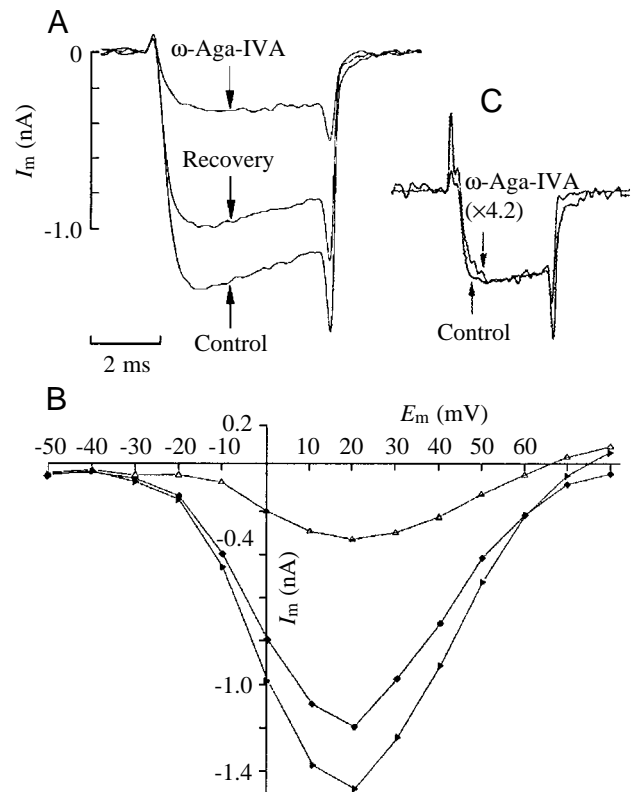 A
0
ω-Aga-IVA
C
I_m (nA)
Recovery
ω-Aga-IVA
(×4.2)
-1.0
Control
Control
2 ms
B
0.2
E_m (mV)
-50 -40 -30 -20 -10 10 20 30 40 50 60
-0.4
I_m (nA)
-1.0
-1.4